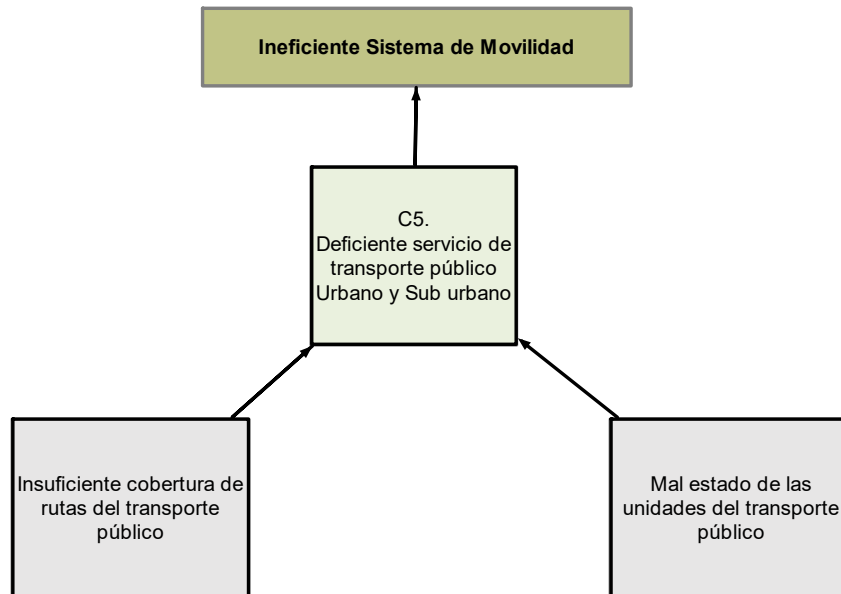 Ineficiente Sistema de Movilidad
C5.
Deficiente servicio de
transporte público
Urbano y Sub urbano
Insuficiente cobertura de
rutas del transporte
público
Mal estado de las
unidades del transporte
público